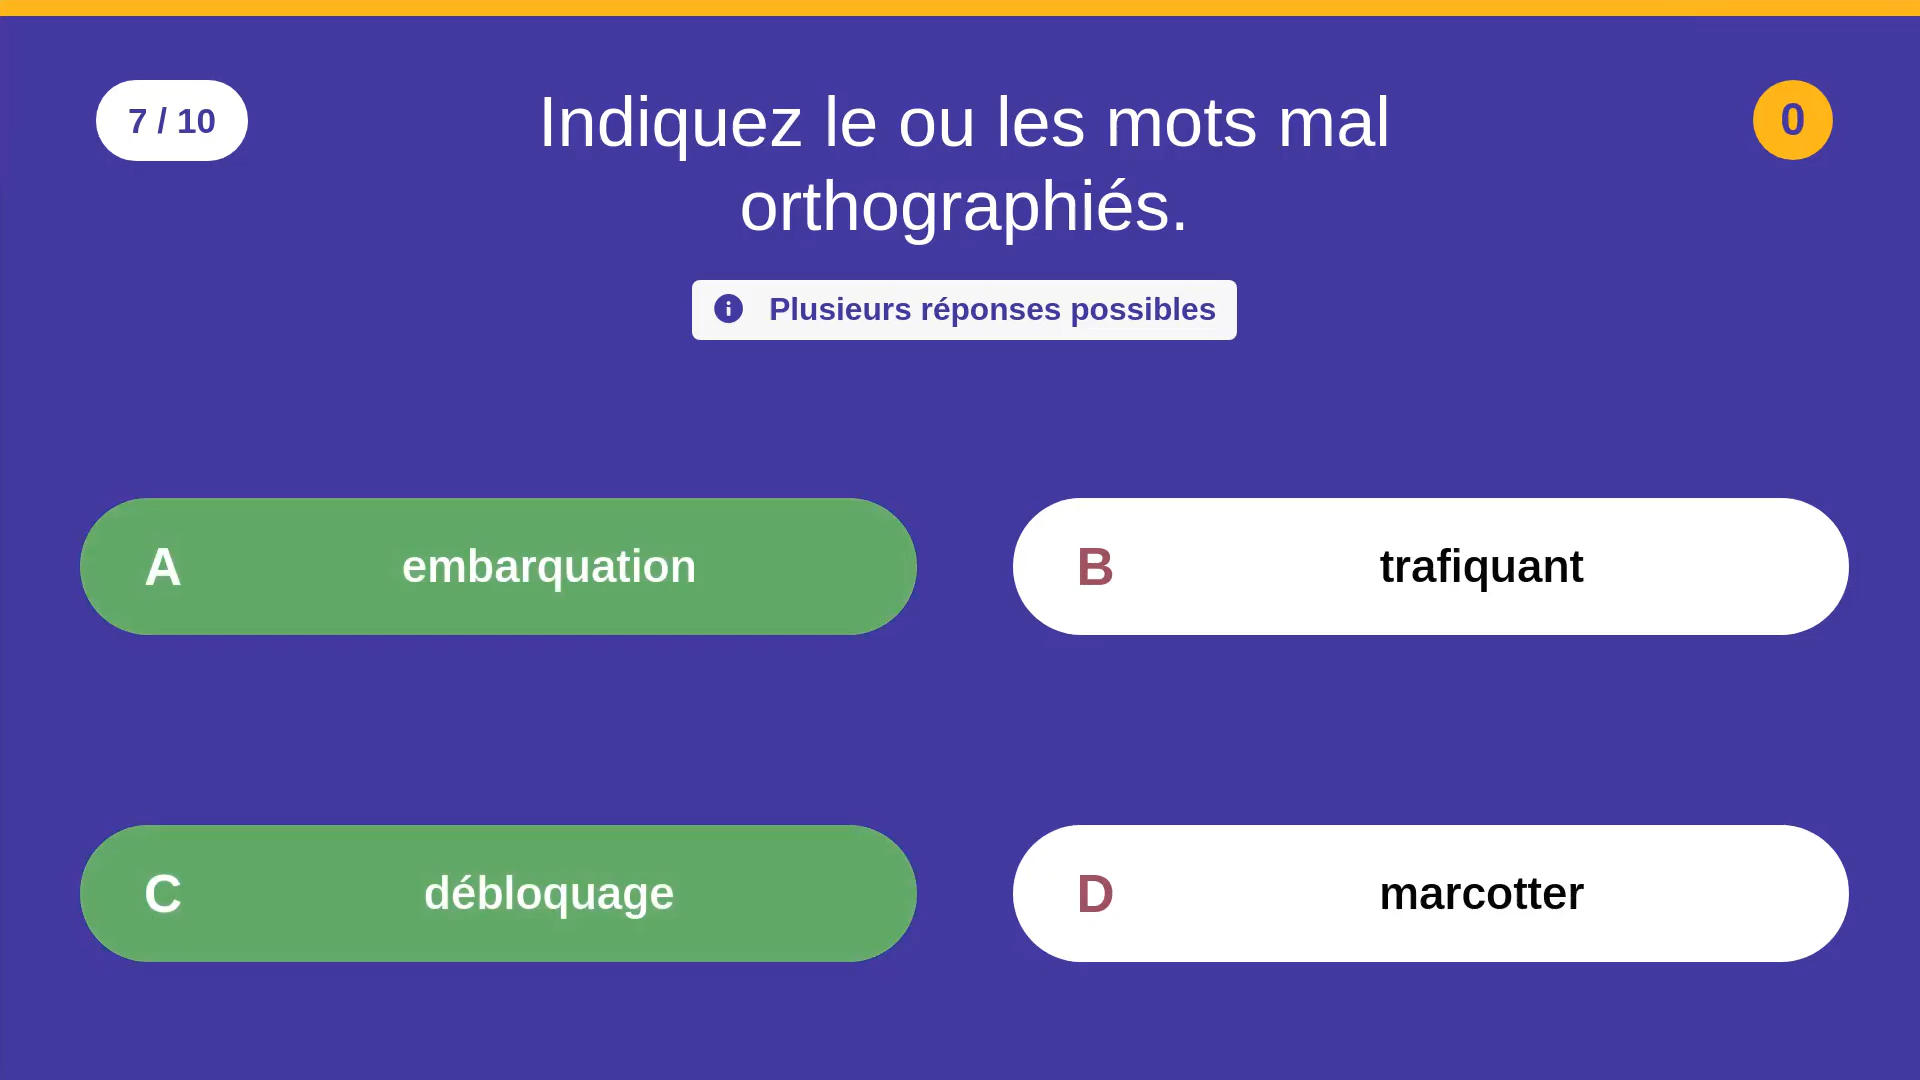 7 / 10
Indiquez le ou les mots mal
orthographiés.
0
Plusieurs réponses possibles
A embarquation
B trafiquant
C débloquage
D marcotter